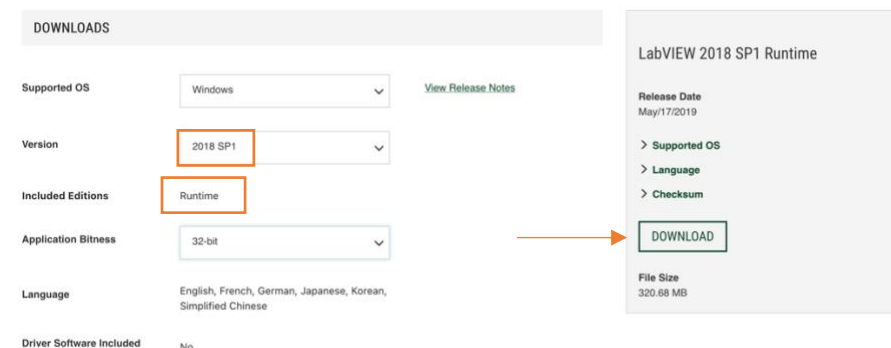 DOWNLOADS
Supported OS
Windows
View Release Notes
Version
2018 SP1
Included Editions
Runtime
Application Bitness
32-bit
Language
English, French, German, Japanese, Korean,
Simplified Chinese
Driver Software Included
No
LabVIEW 2018 SP1 Runtime
Release Date
May/17/2019
Supported OS
Language
Checksum
DOWNLOAD
File Size
320.68 MB